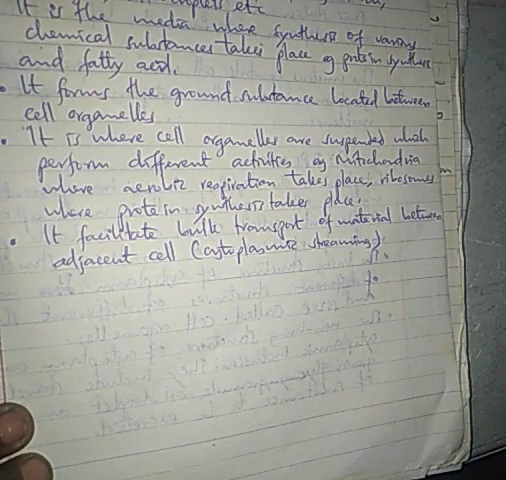 droplets etc
It is the media where synthesis of various
chemical substances takes place eg protein synthesis
and fatty acid.
• It forms the ground substance located between
cell organelles
• It is where cell organelles are suspended which
perform different activities eg Mitochondria
where aerobic respiration takes place, ribosomes
where protein synthesis takes place.
• It facilitate bulk transport of material between
adjacent cell (cytoplasmic streaming)